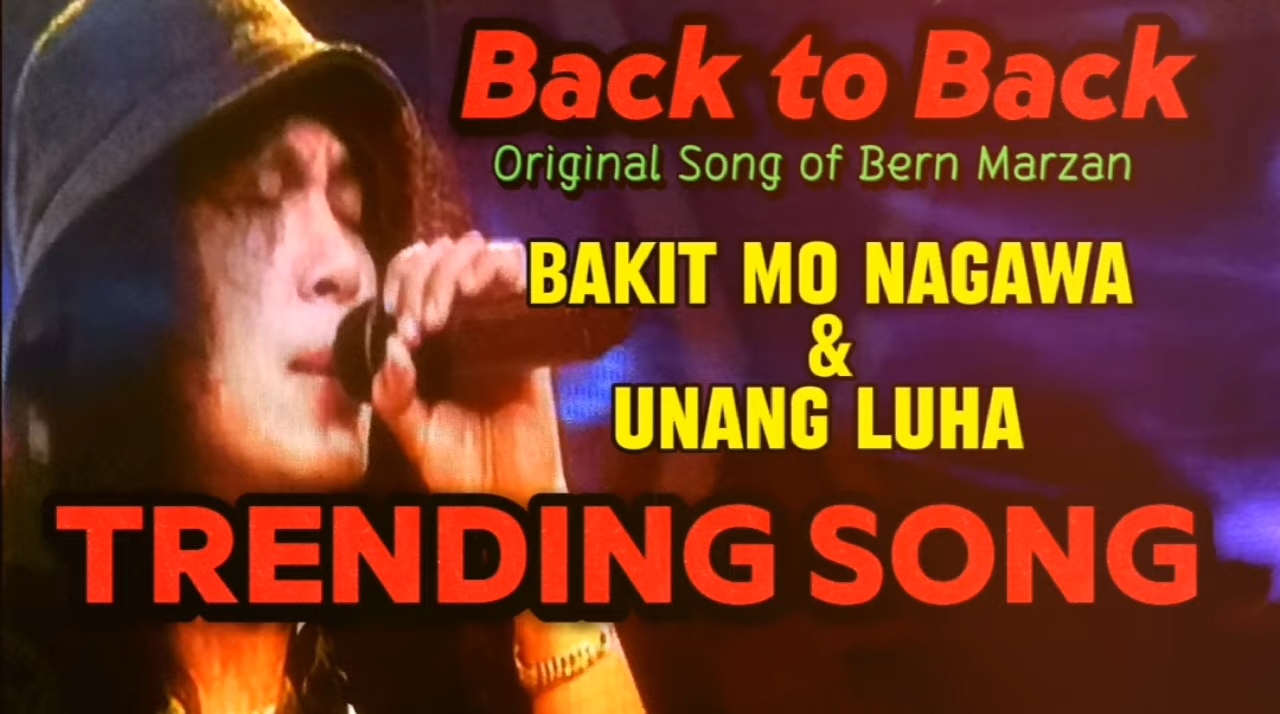 Back to Back
Original Song of Bern Marzan
BAKIT MO NAGAWA
&
UNANG LUHA
TRENDING SONG